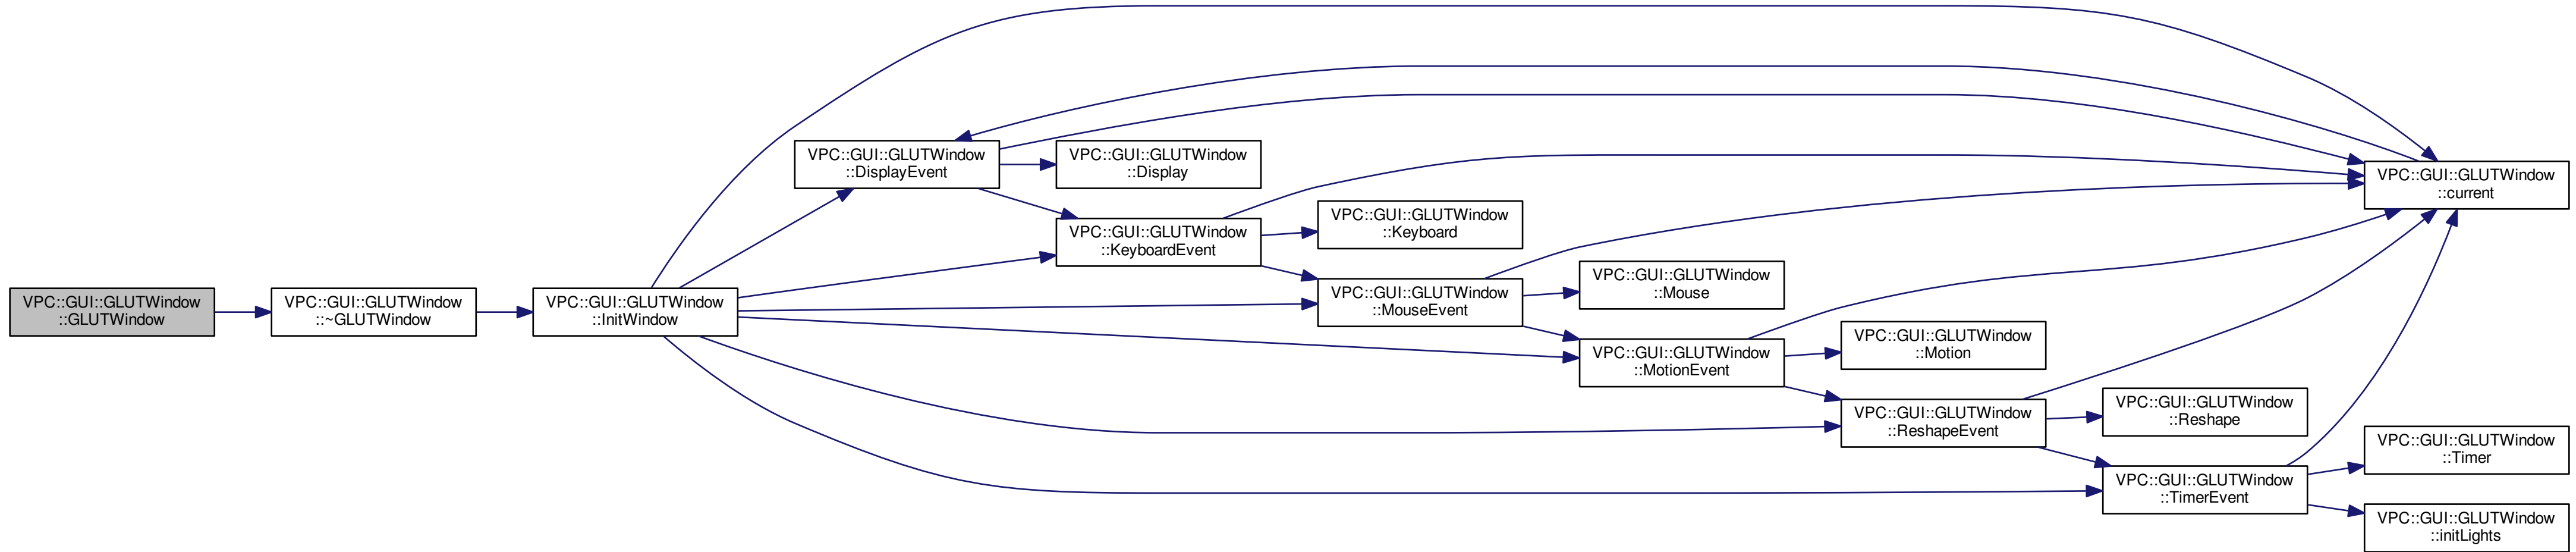 VPC::GUI::GLUTWindow
::GLUTWindow
VPC::GUI::GLUTWindow
::~GLUTWindow
VPC::GUI::GLUTWindow
::InitWindow
VPC::GUI::GLUTWindow
::DisplayEvent
VPC::GUI::GLUTWindow
::Display
VPC::GUI::GLUTWindow
::KeyboardEvent
VPC::GUI::GLUTWindow
::Keyboard
VPC::GUI::GLUTWindow
::MouseEvent
VPC::GUI::GLUTWindow
::Mouse
VPC::GUI::GLUTWindow
::MotionEvent
VPC::GUI::GLUTWindow
::Motion
VPC::GUI::GLUTWindow
::ReshapeEvent
VPC::GUI::GLUTWindow
::Reshape
VPC::GUI::GLUTWindow
::TimerEvent
VPC::GUI::GLUTWindow
::current
VPC::GUI::GLUTWindow
::Timer
VPC::GUI::GLUTWindow
::initLights